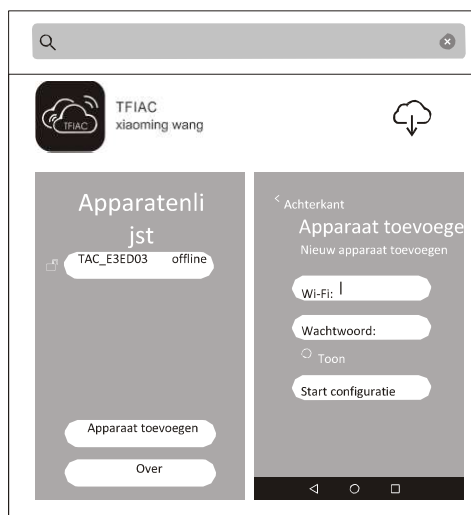 TFIAC
TFIAC
xiaoming wang
Apparatenli
jst
TAC_E3ED03 offline
Apparaat toevoegen
Over
< Achterkant
Apparaat toevoege
Nieuw apparaat toevoegen
Wi-Fi:
Wachtwoord:
Toon
Start configuratie